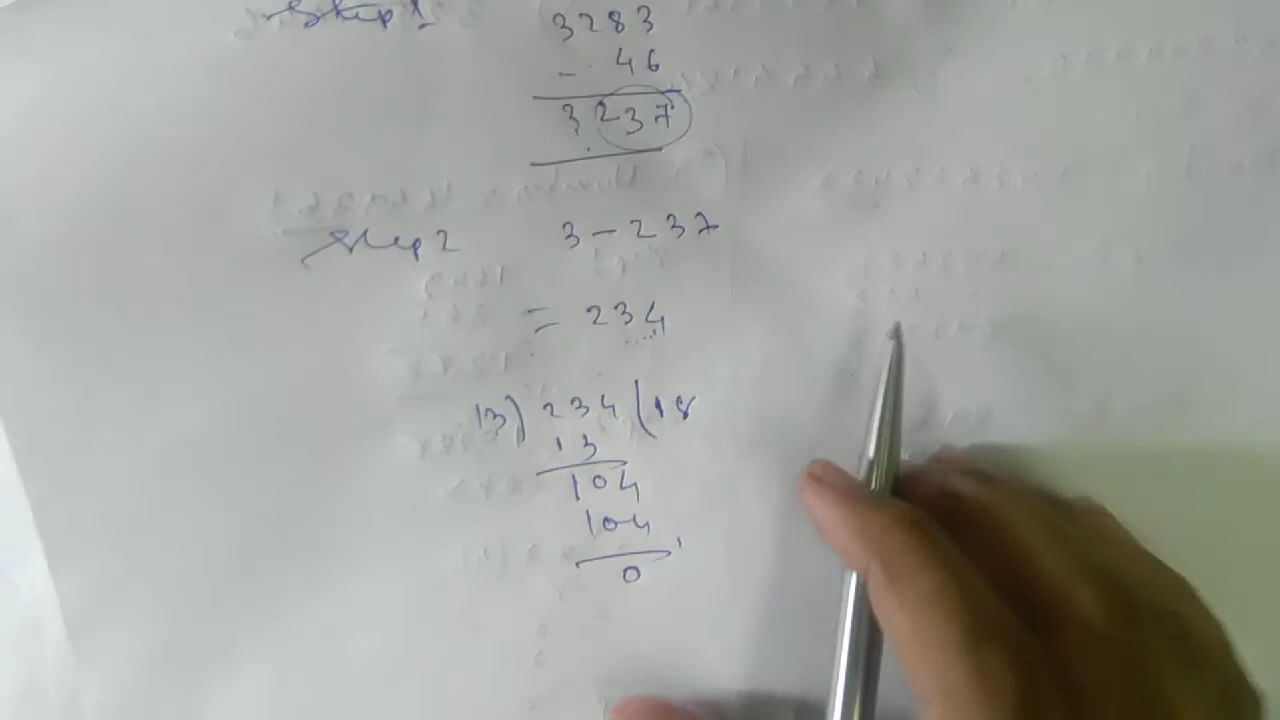 Step 1
3283
- 46
3237
Step 2 3 - 237
= 234
13) 234 (18
13
104
104
0